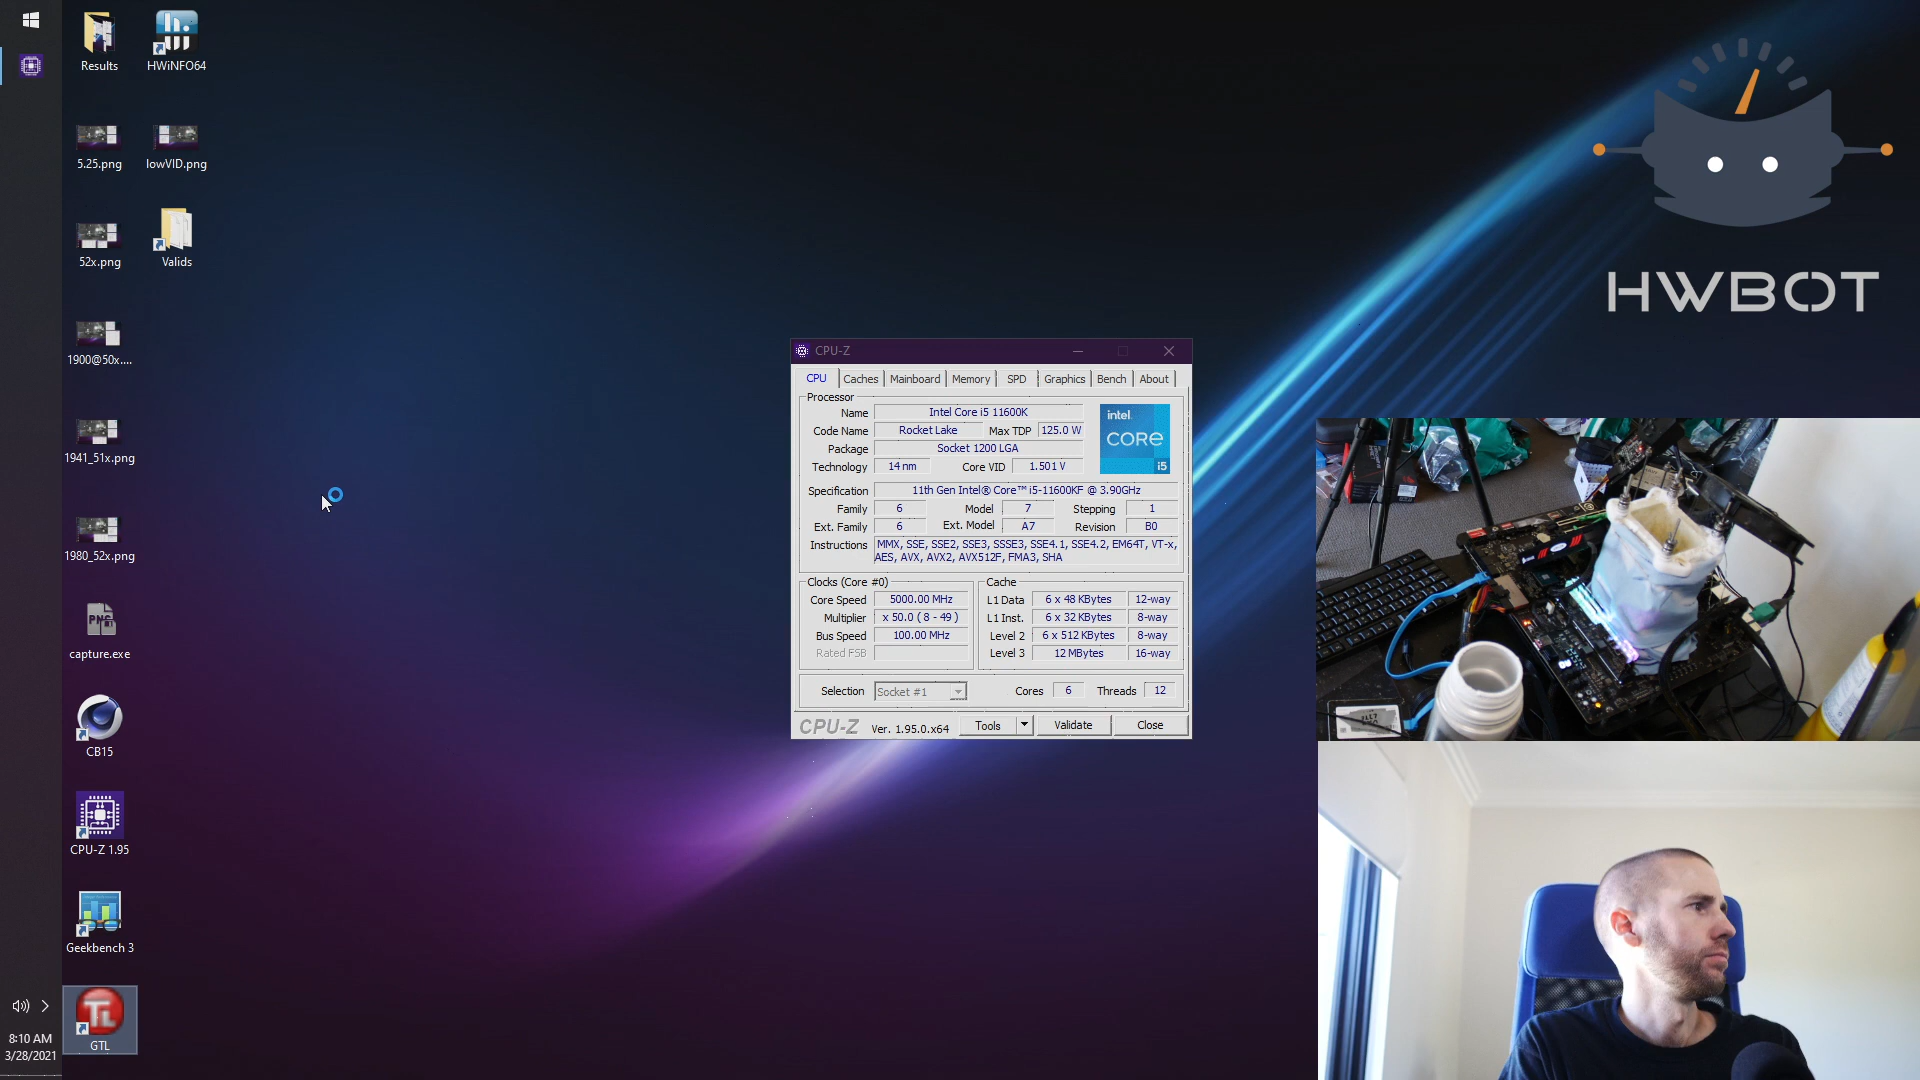 Results
HWiNFO64
5.25.png
lowVID.png
52x.png
Valids
1900@50x....
1941_51x.png
1980_52x.png
PNG
capture.exe
CB15
CPU-Z 1.95
Geekbench 3
TL
GTL
8:10 AM
3/28/2021
HWBOT
CPU-Z
CPU Caches Mainboard Memory SPD Graphics Bench About
Processor
Name Intel Core i5 11600K
Code Name Rocket Lake Max TDP 125.0 W
Package Socket 1200 LGA
Technology 14 nm Core VID 1.501 V
intel.
CORE
i5
Specification 11th Gen Intel® Core™ i5-11600KF @ 3.90GHz
Family 6 Model 7 Stepping 1
Ext. Family 6 Ext. Model A7 Revision B0
Instructions MMX, SSE, SSE2, SSE3, SSSE3, SSE4.1, SSE4.2, EM64T, VT-x,
AES, AVX, AVX2, AVX512F, FMA3, SHA
Clocks (Core #0)
Core Speed 5000.00 MHz
Multiplier x 50.0 ( 8 - 49 )
Bus Speed 100.00 MHz
Rated FSB
Cache
L1 Data 6 x 48 KBytes 12-way
L1 Inst. 6 x 32 KBytes 8-way
Level 2 6 x 512 KBytes 8-way
Level 3 12 MBytes 16-way
Selection Socket #1 Cores 6 Threads 12
CPU-Z Ver. 1.95.0.x64 Tools Validate Close